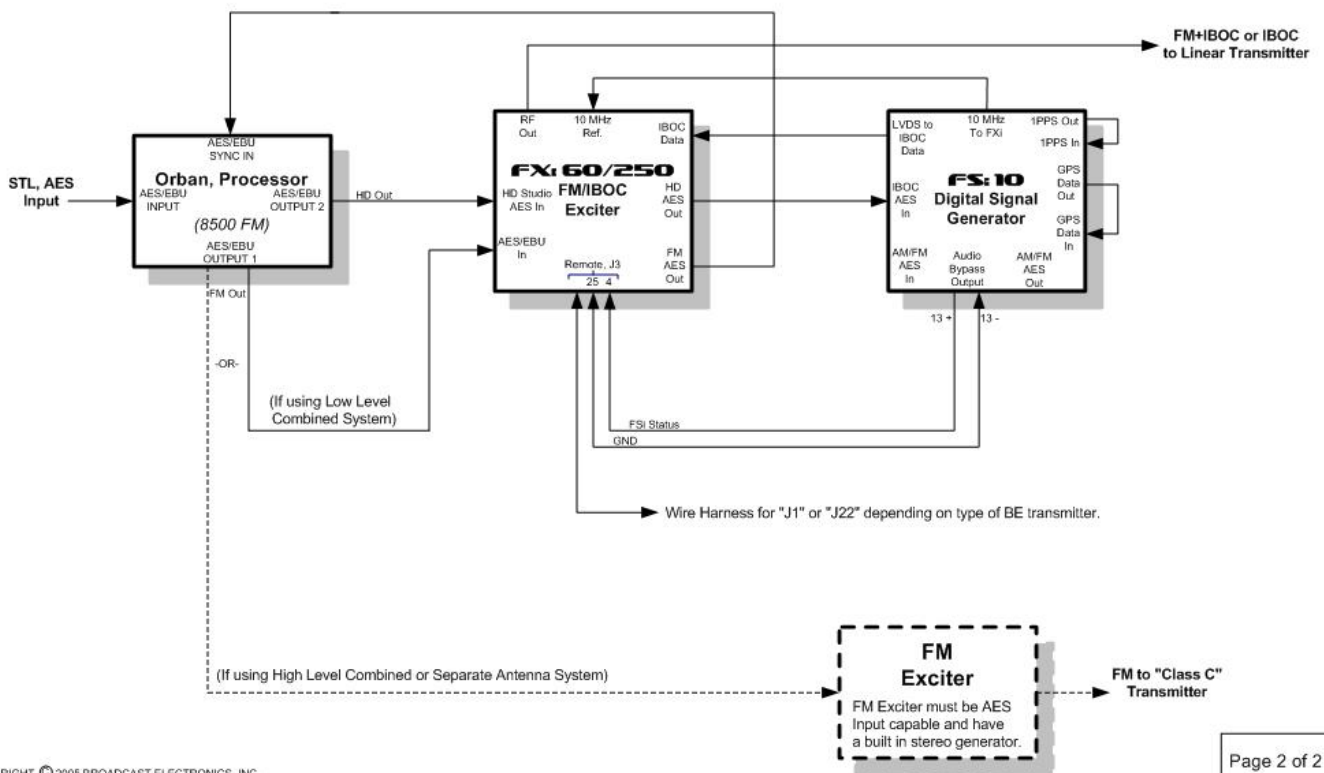 FM+IBOC or IBOC
to Linear Transmitter
STL, AES
Input
AES/EBU
SYNC IN
Orban, Processor
AES/EBU
INPUT
AES/EBU
OUTPUT 2
(8500 FM)
AES/EBU
OUTPUT 1
HD Out
FM Out
-OR-
(If using Low Level
Combined System)
RF
Out
10 MHz
Ref.
IBOC
Data
FXi 60/250
FM/IBOC
Exciter
HD Studio
AES In
HD
AES
Out
AES/EBU
In
Remote, J3
25 4
FM
AES
Out
LVDS to
IBOC
Data
10 MHz
To FXi
1PPS Out
1PPS In
FSi 10
Digital Signal
Generator
GPS
Data
Out
IBOC
AES
In
GPS
Data
In
AM/FM
AES
In
Audio
Bypass
Output
AM/FM
AES
Out
13 +
13 -
FSi Status
GND
Wire Harness for "J1" or "J22" depending on type of BE transmitter.
(If using High Level Combined or Separate Antenna System)
FM
Exciter
FM Exciter must be AES
Input capable and have
a built in stereo generator.
FM to "Class C"
Transmitter
Page 2 of 2
RIGHT © 2005 BROADCAST ELECTRONICS, INC